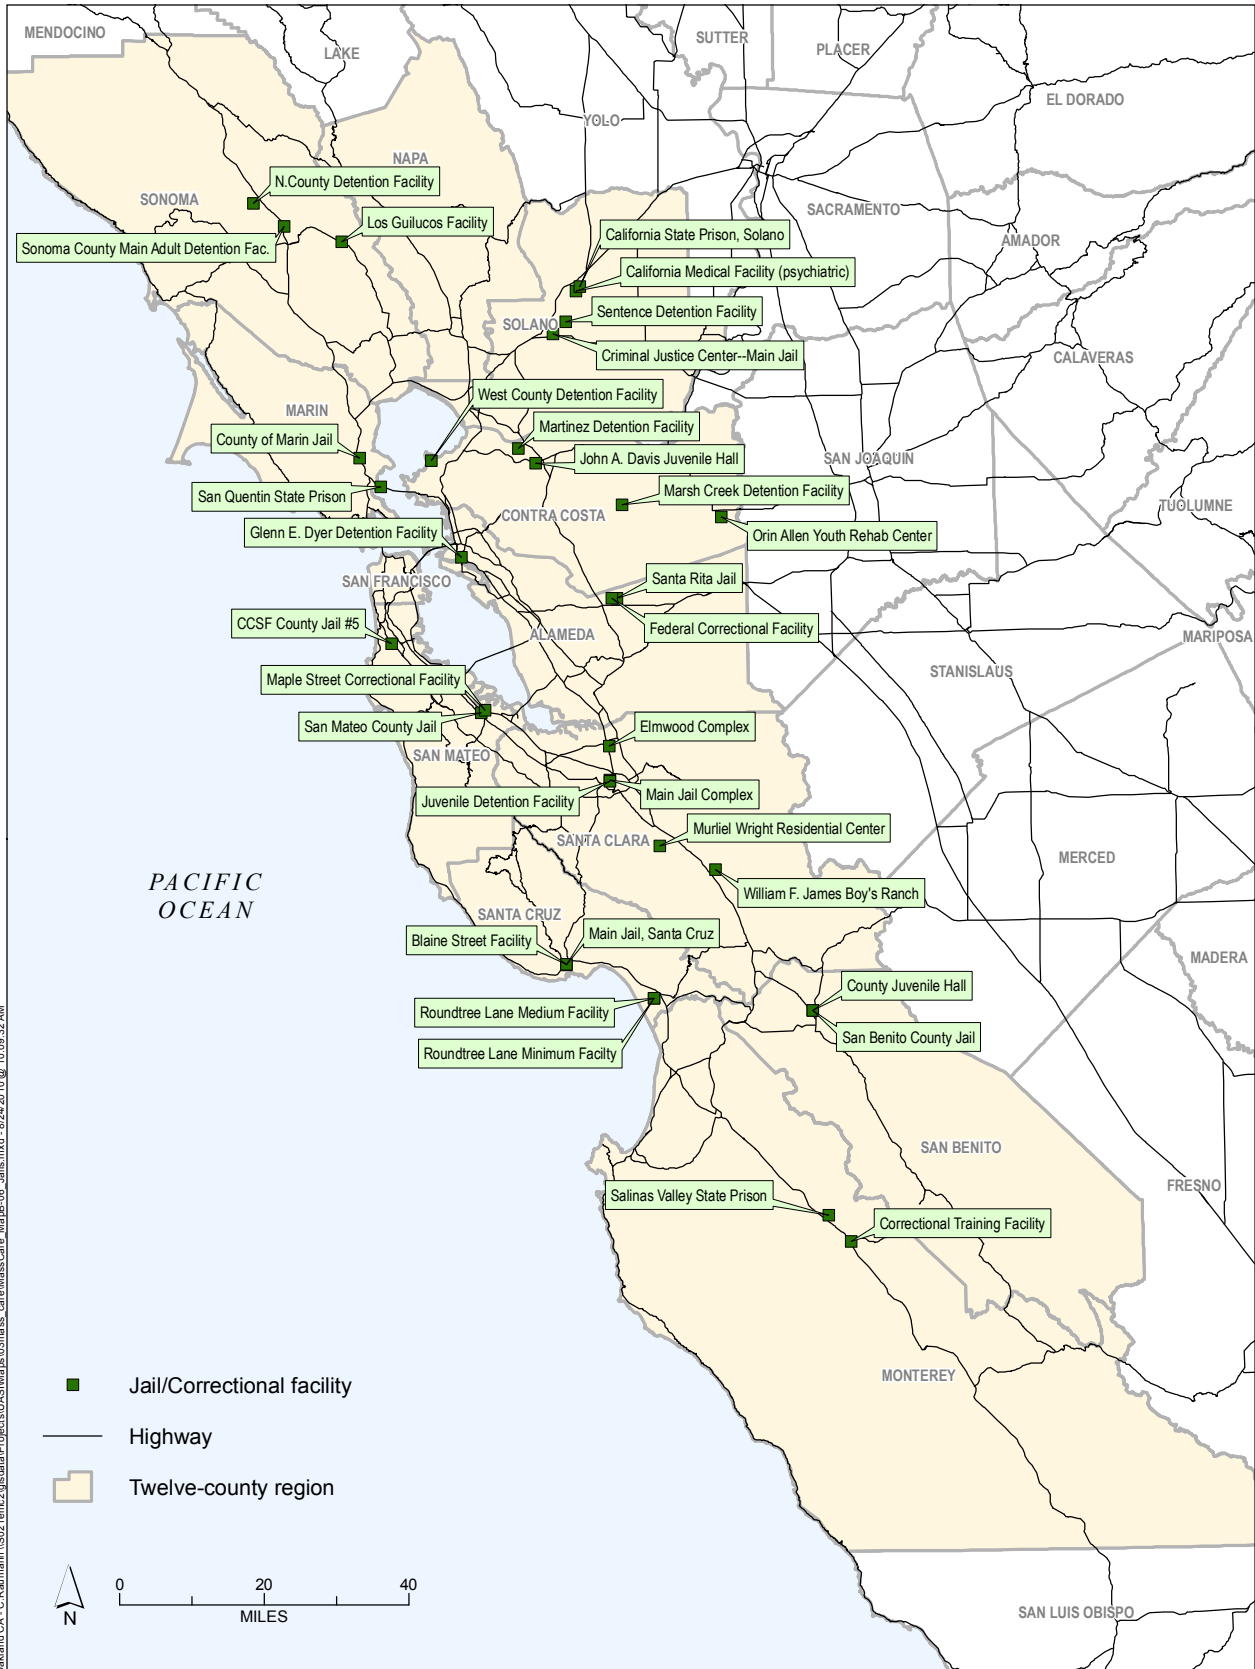 MENDOCINO
LAKE
SUTTER
PLACER
EL DORADO
YOLO
NAPA
SONOMA
N.County Detention Facility
Los Guilucos Facility
Sonoma County Main Adult Detention Fac.
SACRAMENTO
AMADOR
California State Prison, Solano
California Medical Facility (psychiatric)
Sentence Detention Facility
SOLANO
Criminal Justice Center--Main Jail
CALAVERAS
West County Detention Facility
MARIN
Martinez Detention Facility
County of Marin Jail
John A. Davis Juvenile Hall
SAN JOAQUIN
San Quentin State Prison
Marsh Creek Detention Facility
TUOLUMNE
CONTRA COSTA
Glenn E. Dyer Detention Facility
Orin Allen Youth Rehab Center
SAN FRANCISCO
Santa Rita Jail
CCSF County Jail #5
Federal Correctional Facility
ALAMEDA
MARIPOSA
STANISLAUS
Maple Street Correctional Facility
San Mateo County Jail
Elmwood Complex
SAN MATEO
Juvenile Detention Facility
Main Jail Complex
Murliel Wright Residential Center
SANTA CLARA
MERCED
PACIFIC
OCEAN
William F. James Boy's Ranch
SANTA CRUZ
Blaine Street Facility
Main Jail, Santa Cruz
MADERA
County Juvenile Hall
Roundtree Lane Medium Facility
San Benito County Jail
Roundtree Lane Minimum Facilty
SAN BENITO
FRESNO
Salinas Valley State Prison
Correctional Training Facility
MONTEREY
Jail/Correctional facility
Highway
Twelve-county region
N
0 20 40
MILES
SAN LUIS OBISPO